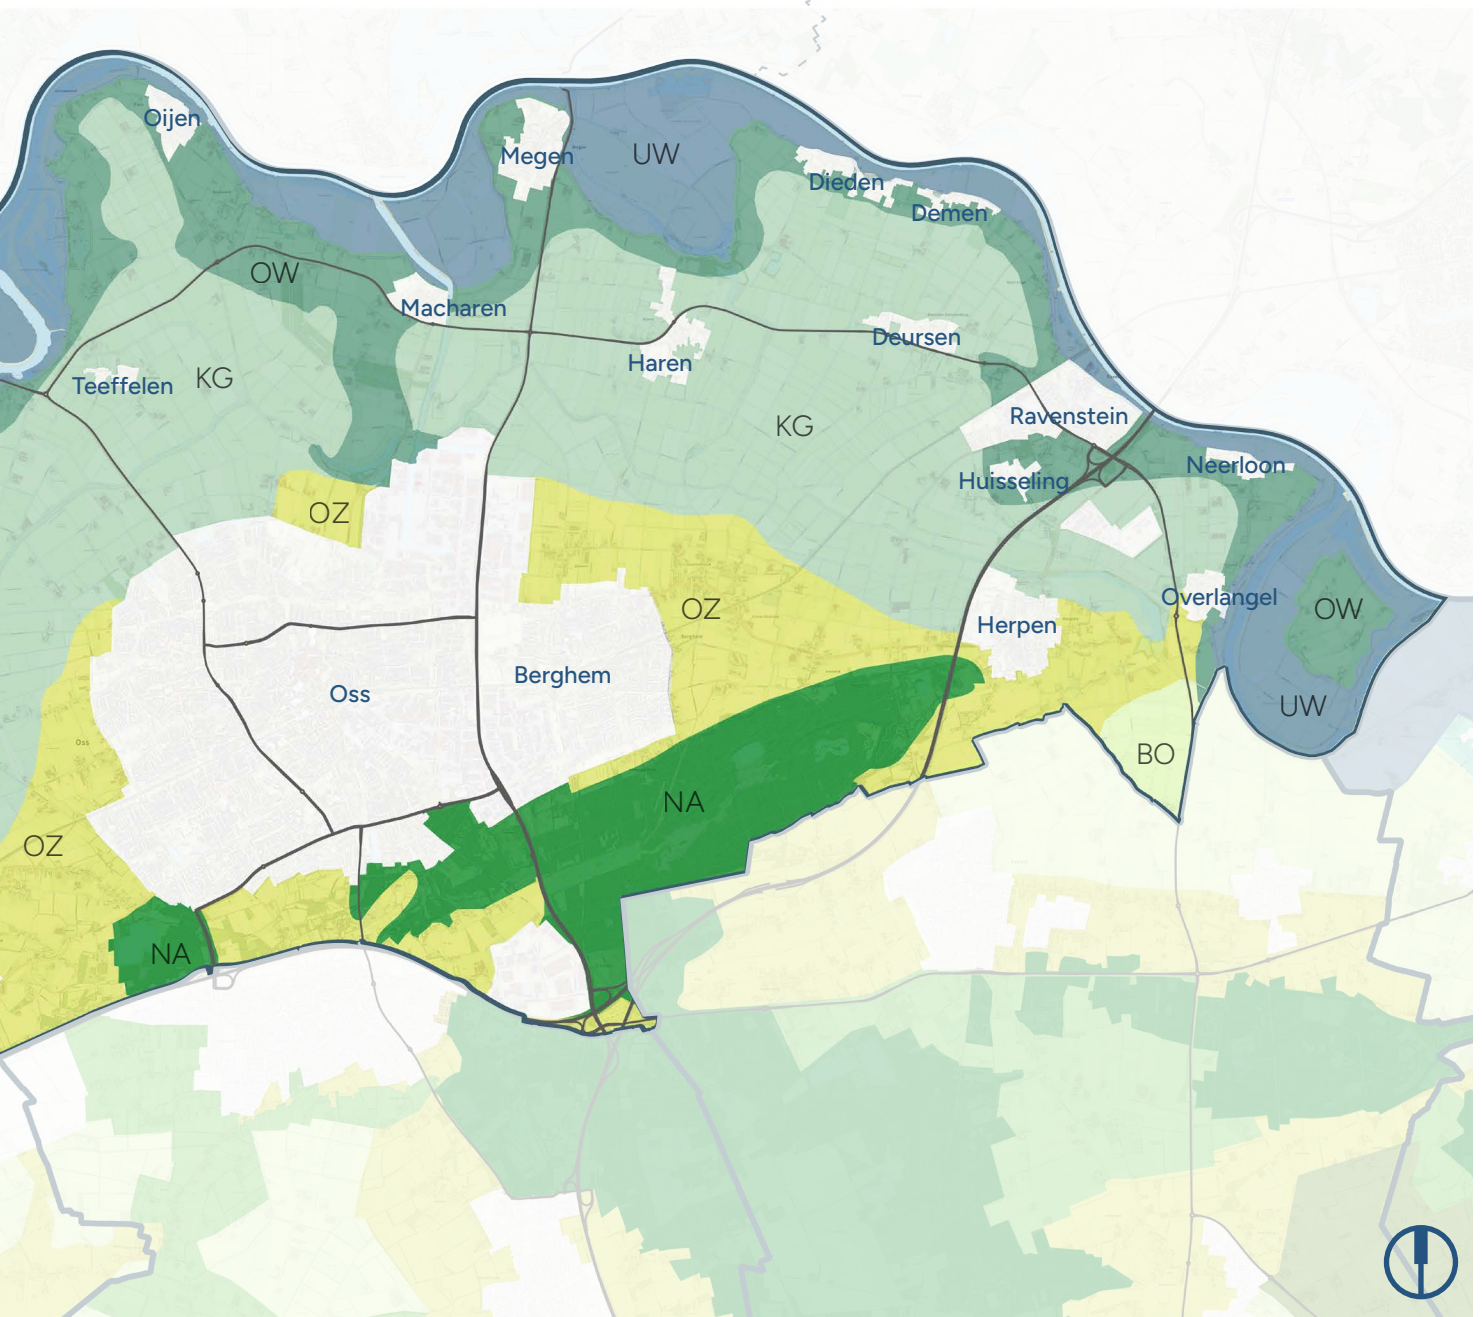 Oijen
Megen
UW
Dieden
Demen
OW
Macharen
Haren
Deursen
Teeffelen
KG
KG
Ravenstein
Neerloon
Huisseling
OZ
Overlangel
OW
OZ
Herpen
Berghem
Oss
UW
Oss
BO
NA
OZ
NA